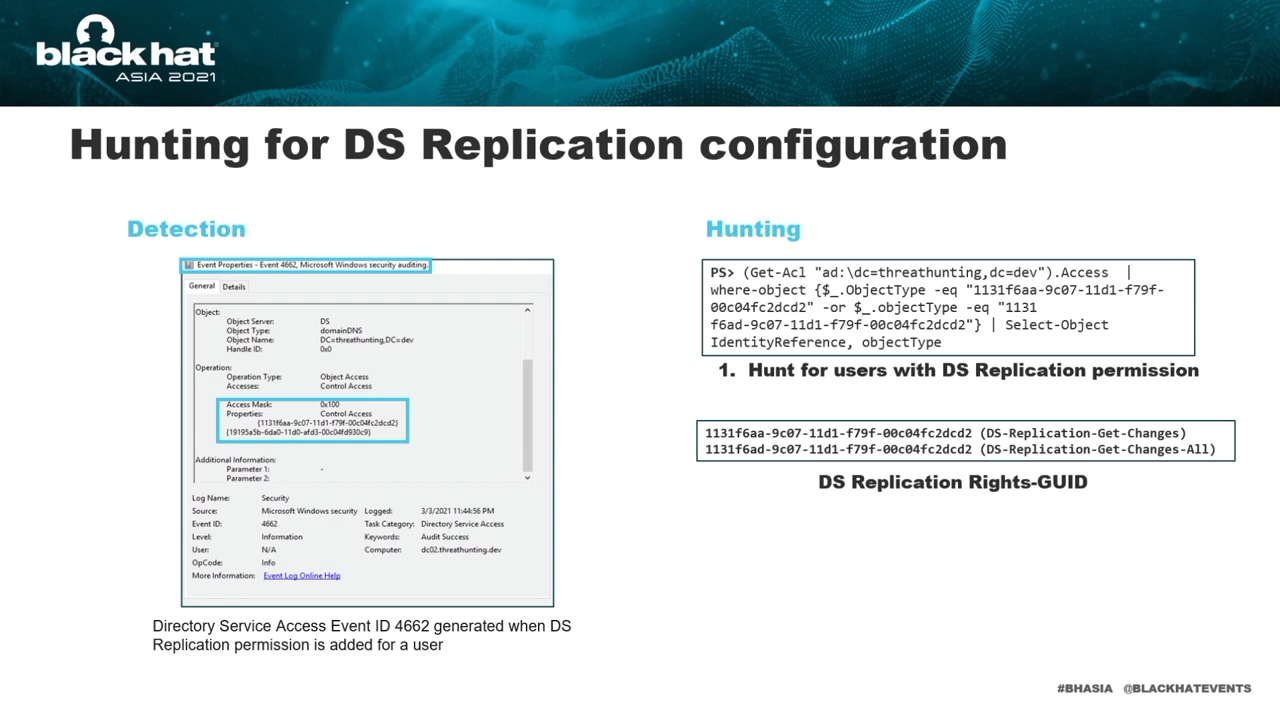 black hat
ASIA 2021
Hunting for DS Replication configuration
Detection
Event Properties - Event 4662, Microsoft Windows security auditing.
General Details
Object:
Object Server: DS
Object Type: domainDNS
Object Name: DC=threathunting,DC=dev
Handle ID: 0x0
Operation:
Operation Type: Object Access
Accesses: Control Access
Access Mask: 0x100
Properties: Control Access
{1131f6aa-9c07-11d1-f79f-00c04fc2dcd2}
{19195a5b-6da0-11d0-afd3-00c04fd930c9}
Additional Information:
Parameter 1: -
Parameter 2:
Log Name: Security
Source: Microsoft Windows security Logged: 3/3/2021 11:44:56 PM
Event ID: 4662 Task Category: Directory Service Access
Level: Information Keywords: Audit Success
User: N/A Computer: dc02.threathunting.dev
OpCode: Info
More Information: Event Log Online Help
Directory Service Access Event ID 4662 generated when DS
Replication permission is added for a user
Hunting
PS> (Get-Acl "ad:\dc=threathunting,dc=dev").Access |
where-object {$_.ObjectType -eq "1131f6aa-9c07-11d1-f79f-
00c04fc2dcd2" -or $_.objectType -eq "1131
f6ad-9c07-11d1-f79f-00c04fc2dcd2"} | Select-Object
IdentityReference, objectType
1. Hunt for users with DS Replication permission
1131f6aa-9c07-11d1-f79f-00c04fc2dcd2 (DS-Replication-Get-Changes)
1131f6ad-9c07-11d1-f79f-00c04fc2dcd2 (DS-Replication-Get-Changes-All)
DS Replication Rights-GUID
#BHASIA @BLACKHATEVENTS